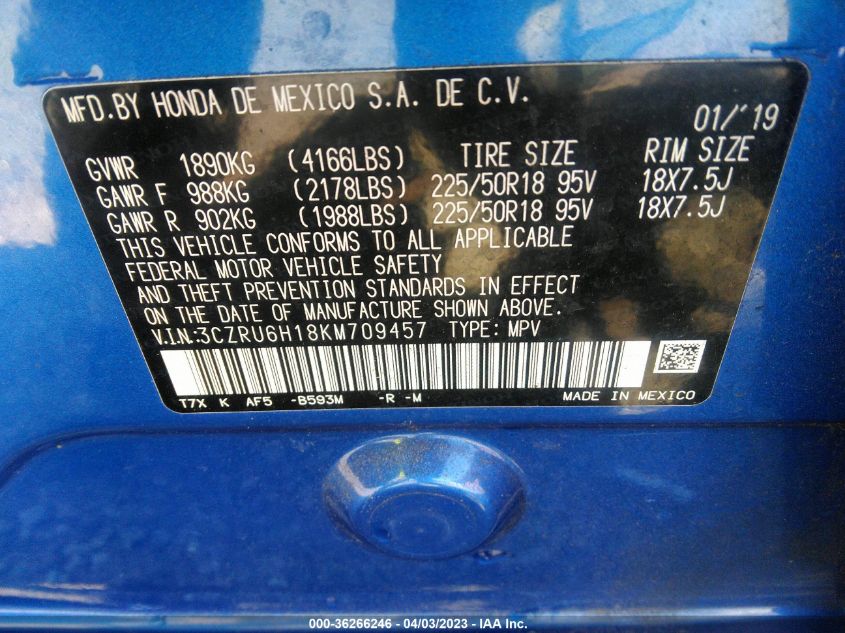 MFD.BY HONDA DE MEXICO S.A. DE C.V.
01/'19
GVWR 1890KG (4166LBS) TIRE SIZE RIM SIZE
GAWR F 988KG (2178LBS) 225/50R18 95V 18X7.5J
GAWR R 902KG (1988LBS) 225/50R18 95V 18X7.5J
THIS VEHICLE CONFORMS TO ALL APPLICABLE
FEDERAL MOTOR VEHICLE SAFETY
AND THEFT PREVENTION STANDARDS IN EFFECT
ON THE DATE OF MANUFACTURE SHOWN ABOVE.
V.I.N.:3CZRU6H18KM709457 TYPE: MPV
T7X K AF5 -B593M -R -M MADE IN MEXICO
000-36266246 - 04/03/2023 - IAA Inc.